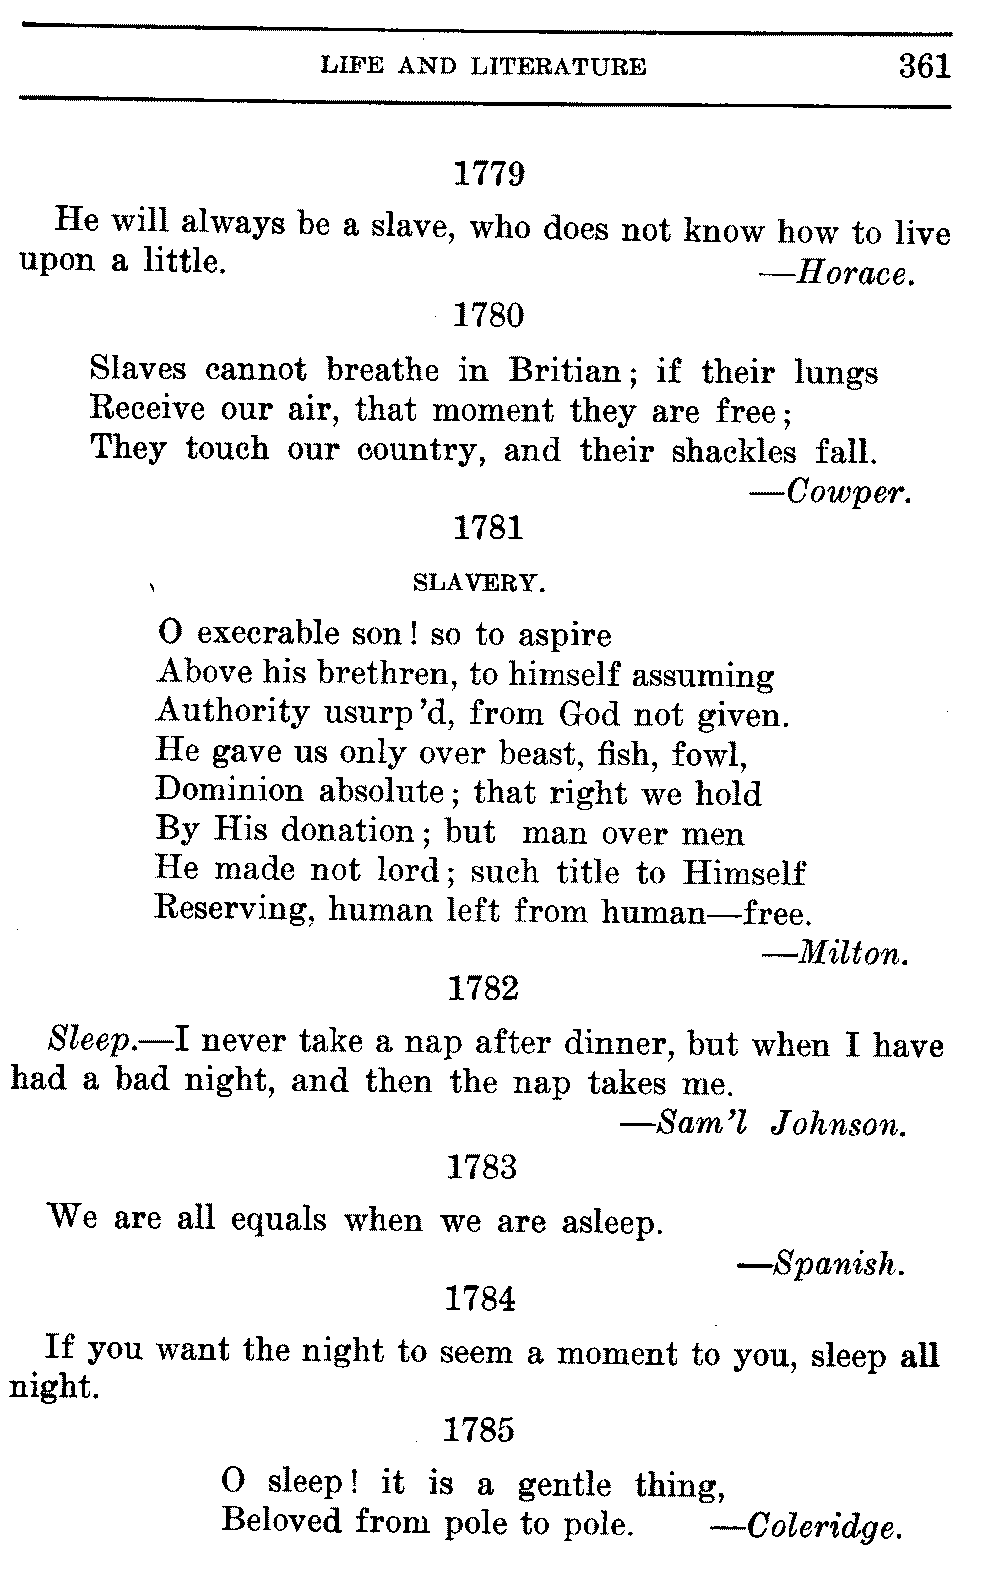 LIFE AND LITERATURE 361
1779
He will always be a slave, who does not know how to live
upon a little. —Horace.
1780
Slaves cannot breathe in Britian; if their lungs
Receive our air, that moment they are free;
They touch our country, and their shackles fall.
—Cowper.
1781
SLAVERY.
O execrable son! so to aspire
Above his brethren, to himself assuming
Authority usurp'd, from God not given.
He gave us only over beast, fish, fowl,
Dominion absolute; that right we hold
By His donation; but man over men
He made not lord; such title to Himself
Reserving, human left from human—free.
—Milton.
1782
Sleep.—I never take a nap after dinner, but when I have
had a bad night, and then the nap takes me.
—Sam'l Johnson.
1783
We are all equals when we are asleep.
—Spanish.
1784
If you want the night to seem a moment to you, sleep all
night.
1785
O sleep! it is a gentle thing,
Beloved from pole to pole. —Coleridge.